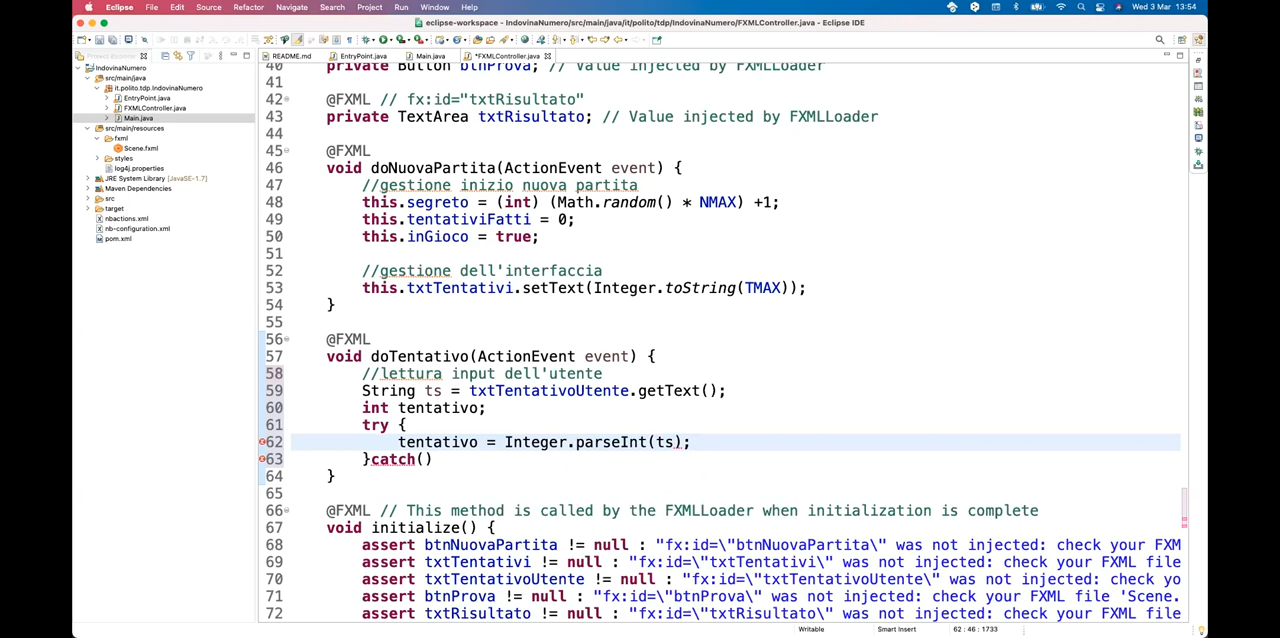 Eclipse File Edit Source Refactor Navigate Search Project Run Window Help Wed 3 Mar 13:54
eclipse-workspace - IndovinaNumero/src/main/java/it/polito/tdp/IndovinaNumero/FXMLController.java - Eclipse IDE
Project Explorer README.md EntryPoint.java Main.java *FXMLController.java
IndovinaNumero
src/main/java
it.polito.tdp.IndovinaNumero
EntryPoint.java
FXMLController.java
Main.java
src/main/resources
fxml
Scene.fxml
styles
log4j.properties
JRE System Library [JavaSE-1.7]
Maven Dependencies
src
target
nbactions.xml
nb-configuration.xml
pom.xml
40 private Button btnProva; // Value injected by FXMLLoader
41
42 @FXML // fx:id="txtRisultato"
43 private TextArea txtRisultato; // Value injected by FXMLLoader
44
45 @FXML
46 void doNuovaPartita(ActionEvent event) {
47 //gestione inizio nuova partita
48 this.segreto = (int) (Math.random() * NMAX) +1;
49 this.tentativiFatti = 0;
50 this.inGioco = true;
51
52 //gestione dell'interfaccia
53 this.txtTentativi.setText(Integer.toString(TMAX));
54 }
55
56 @FXML
57 void doTentativo(ActionEvent event) {
58 //lettura input dell'utente
59 String ts = txtTentativoUtente.getText();
60 int tentativo;
61 try {
62 tentativo = Integer.parseInt(ts);
63 }catch()
64 }
65
66 @FXML // This method is called by the FXMLLoader when initialization is complete
67 void initialize() {
68 assert btnNuovaPartita != null : "fx:id=\"btnNuovaPartita\" was not injected: check your FXM
69 assert txtTentativi != null : "fx:id=\"txtTentativi\" was not injected: check your FXML file
70 assert txtTentativoUtente != null : "fx:id=\"txtTentativoUtente\" was not injected: check yo
71 assert btnProva != null : "fx:id=\"btnProva\" was not injected: check your FXML file 'Scene.
72 assert txtRisultato != null : "fx:id=\"txtRisultato\" was not injected: check your FXML file
Writable Smart Insert 62 : 46 : 1733